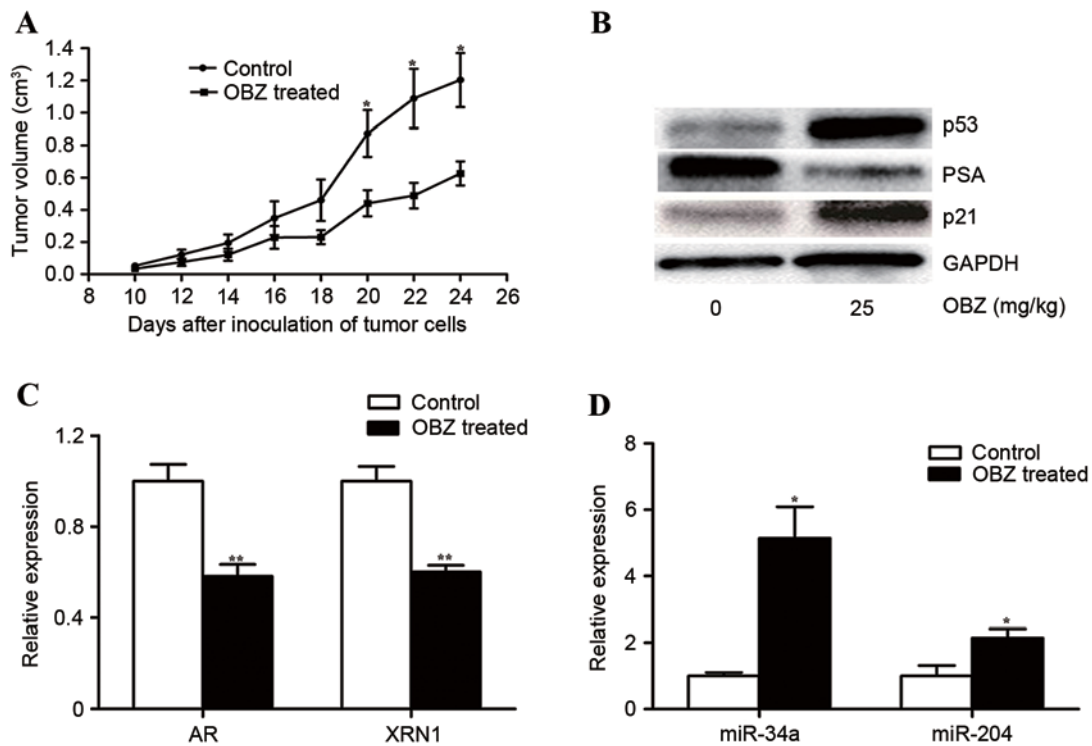 A
Tumor volume (cm³)
1.4
1.2
1.0
0.8
0.6
0.4
0.2
0.0
Control
OBZ treated
*
*
*
8 10 12 14 16 18 20 22 24 26
Days after inoculation of tumor cells
B
p53
PSA
p21
GAPDH
0 25 OBZ (mg/kg)
C
Control
OBZ treated
Relative expression
1.2
0.8
0.4
0
**
**
AR XRN1
D
Control
OBZ treated
Relative expression
8
6
4
2
0
*
*
miR-34a miR-204